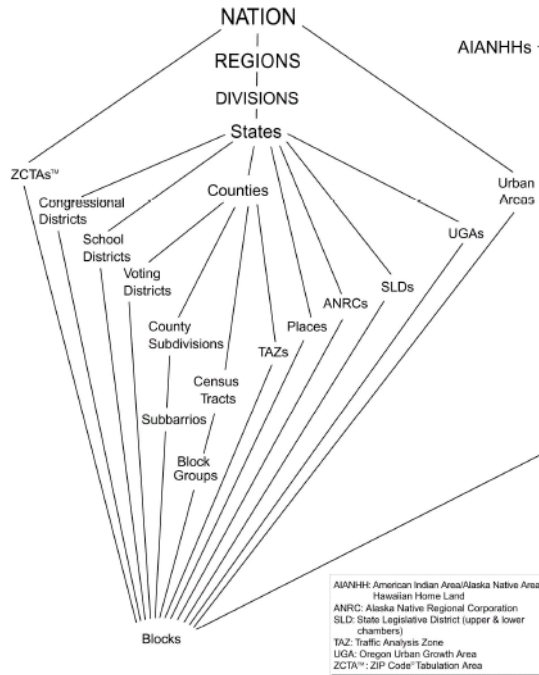 NATION
AIANHHs
REGIONS
DIVISIONS
States
ZCTAs™
Counties
Urban
Areas
Congressional
Districts
School
Districts
UGAs
Voting
Districts
SLDs
ANRCs
County
Subdivisions
Places
TAZs
Census
Tracts
Subbarrios
Block
Groups
Blocks
AIANHH: American Indian Area/Alaska Native Area
Hawaiian Home Land
ANRC: Alaska Native Regional Corporation
SLD: State Legislative District (upper & lower
chambers)
TAZ: Traffic Analysis Zone
UGA: Oregon Urban Growth Area
ZCTA™: ZIP Code® Tabulation Area